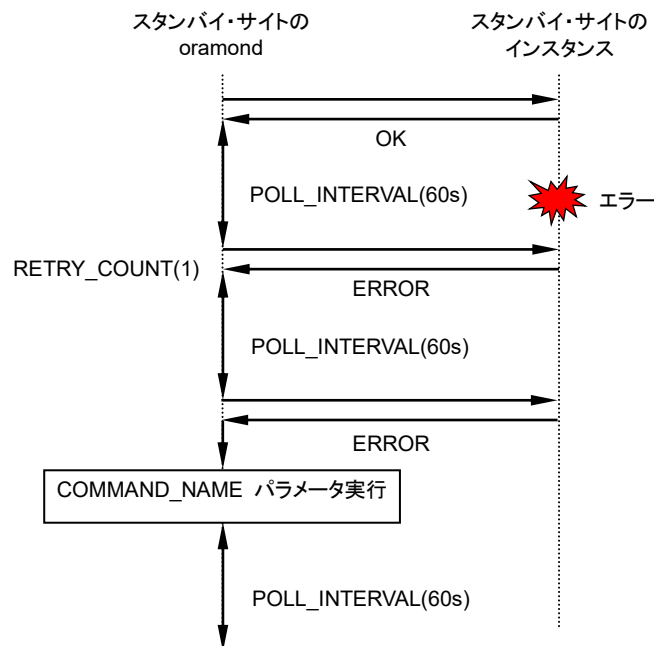 スタンバイ・サイトの
oramond
スタンバイ・サイトの
インスタンス
OK
POLL_INTERVAL(60s)
エラー
RETRY_COUNT(1)
ERROR
POLL_INTERVAL(60s)
ERROR
COMMAND_NAME パラメータ実行
POLL_INTERVAL(60s)